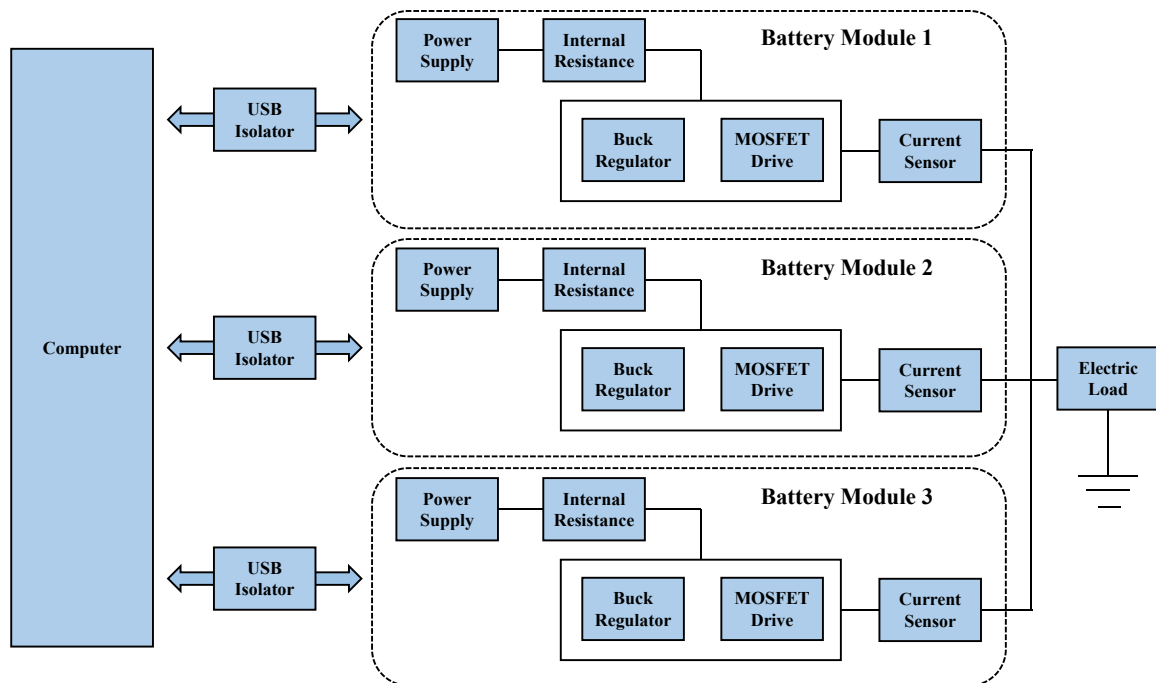 Computer
USB
Isolator
Battery Module 1
Power
Supply
Internal
Resistance
Buck
Regulator
MOSFET
Drive
Current
Sensor
USB
Isolator
Battery Module 2
Power
Supply
Internal
Resistance
Buck
Regulator
MOSFET
Drive
Current
Sensor
USB
Isolator
Battery Module 3
Power
Supply
Internal
Resistance
Buck
Regulator
MOSFET
Drive
Current
Sensor
Electric
Load